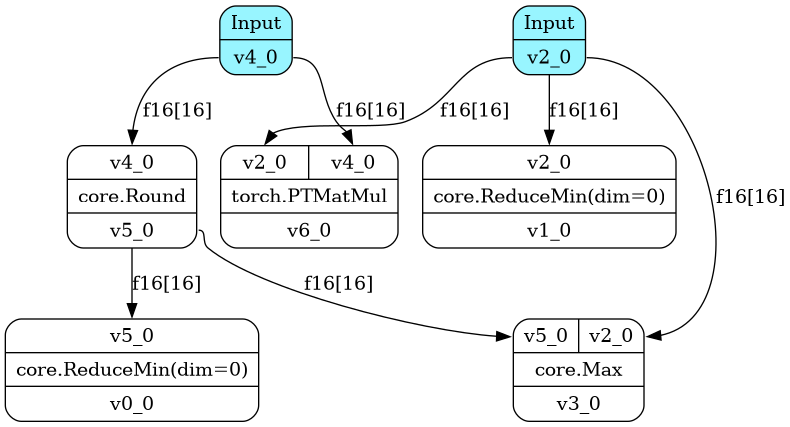 Input
v4_0
Input
v2_0
f16[16]
f16[16]
f16[16]
f16[16]
v4_0
core.Round
v5_0
v2_0 v4_0
torch.PTMatMul
v6_0
v2_0
core.ReduceMin(dim=0)
v1_0
f16[16]
f16[16]
f16[16]
v5_0
core.ReduceMin(dim=0)
v0_0
v5_0 v2_0
core.Max
v3_0